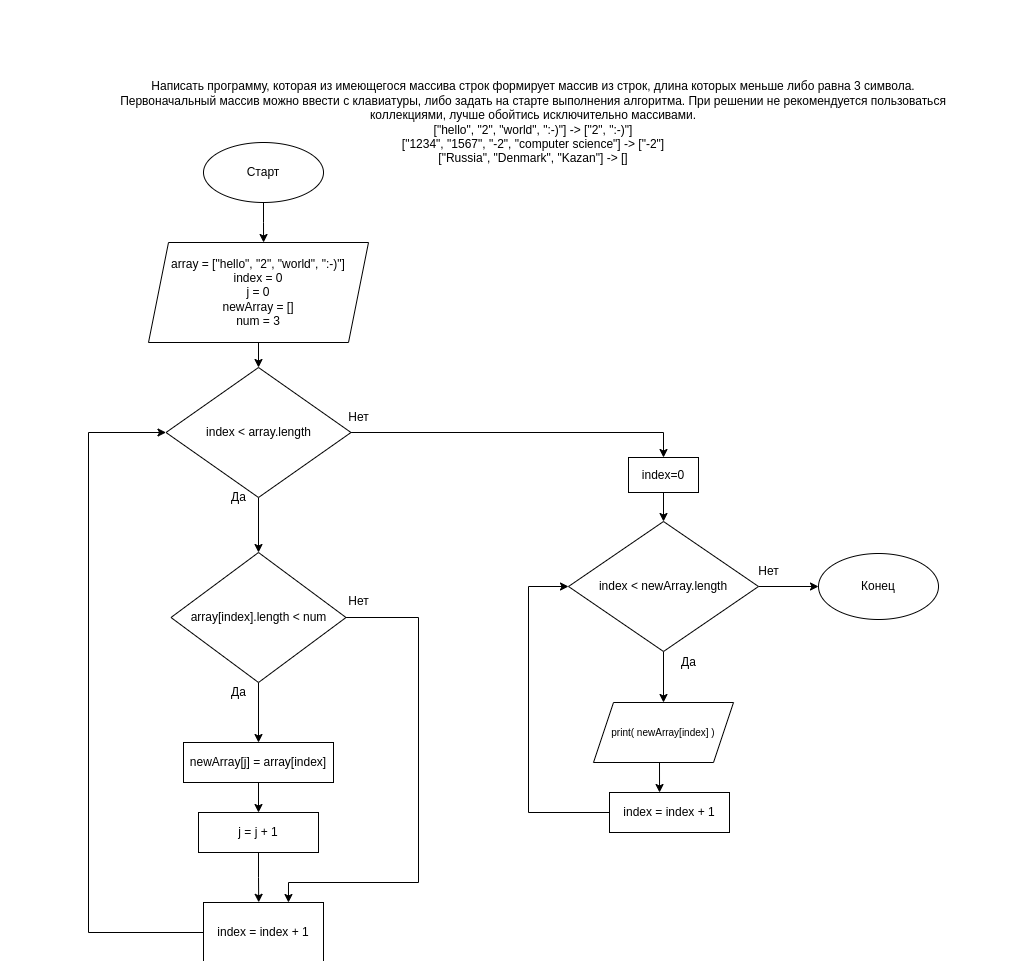 Написать программу, которая из имеющегося массива строк формирует массив из строк, длина которых меньше либо равна 3 символа.
Первоначальный массив можно ввести с клавиатуры, либо задать на старте выполнения алгоритма. При решении не рекомендуется пользоваться
коллекциями, лучше обойтись исключительно массивами.
["hello", "2", "world", ":-)"] -> ["2", ":-)"]
["1234", "1567", "-2", "computer science"] -> ["-2"]
["Russia", "Denmark", "Kazan"] -> []
Старт
array = ["hello", "2", "world", ":-)"]
index = 0
j = 0
newArray = []
num = 3
index < array.length
Нет
Да
array[index].length < num
Нет
Да
newArray[j] = array[index]
j = j + 1
index = index + 1
index=0
index < newArray.length
Нет
Конец
Да
print( newArray[index] )
index = index + 1